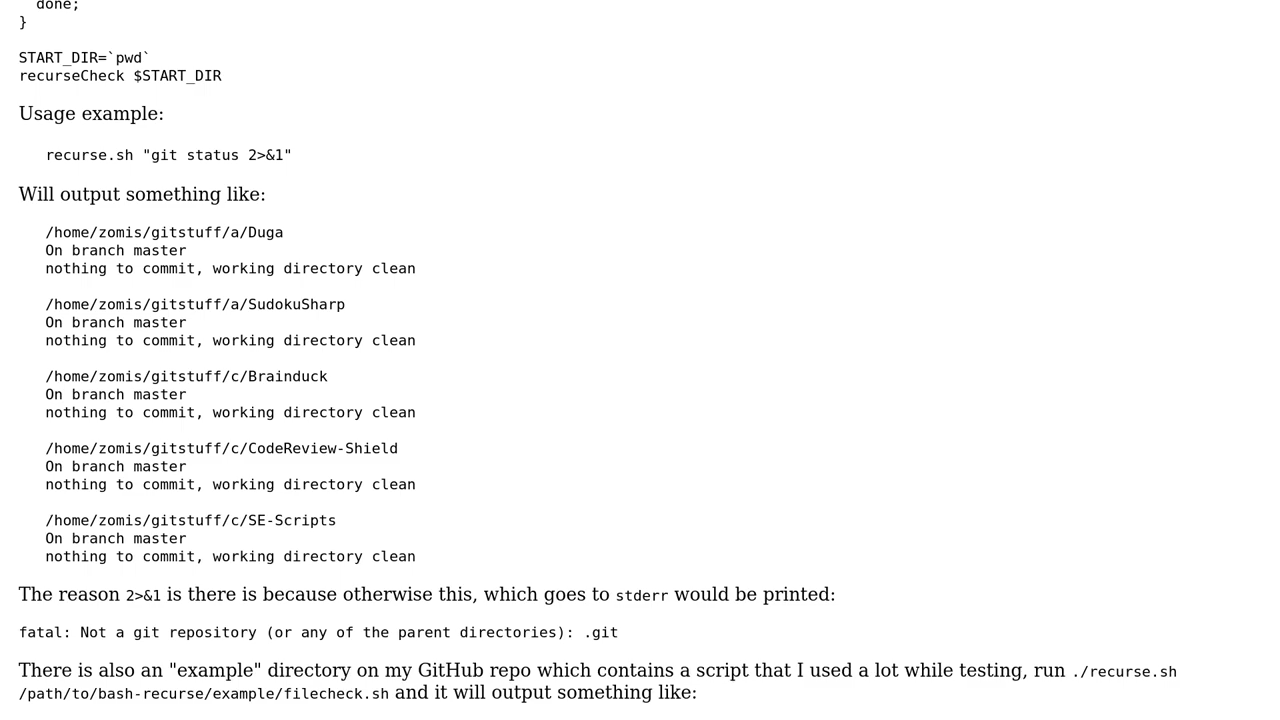 done;
}
START_DIR=`pwd`
recurseCheck $START_DIR
Usage example:
recurse.sh "git status 2>&1"
Will output something like:
/home/zomis/gitstuff/a/Duga
On branch master
nothing to commit, working directory clean
/home/zomis/gitstuff/a/SudokuSharp
On branch master
nothing to commit, working directory clean
/home/zomis/gitstuff/c/Brainduck
On branch master
nothing to commit, working directory clean
/home/zomis/gitstuff/c/CodeReview-Shield
On branch master
nothing to commit, working directory clean
/home/zomis/gitstuff/c/SE-Scripts
On branch master
nothing to commit, working directory clean
The reason 2>&1 is there is because otherwise this, which goes to stderr would be printed:
fatal: Not a git repository (or any of the parent directories): .git
There is also an "example" directory on my GitHub repo which contains a script that I used a lot while testing, run ./recurse.sh
/path/to/bash-recurse/example/filecheck.sh and it will output something like: